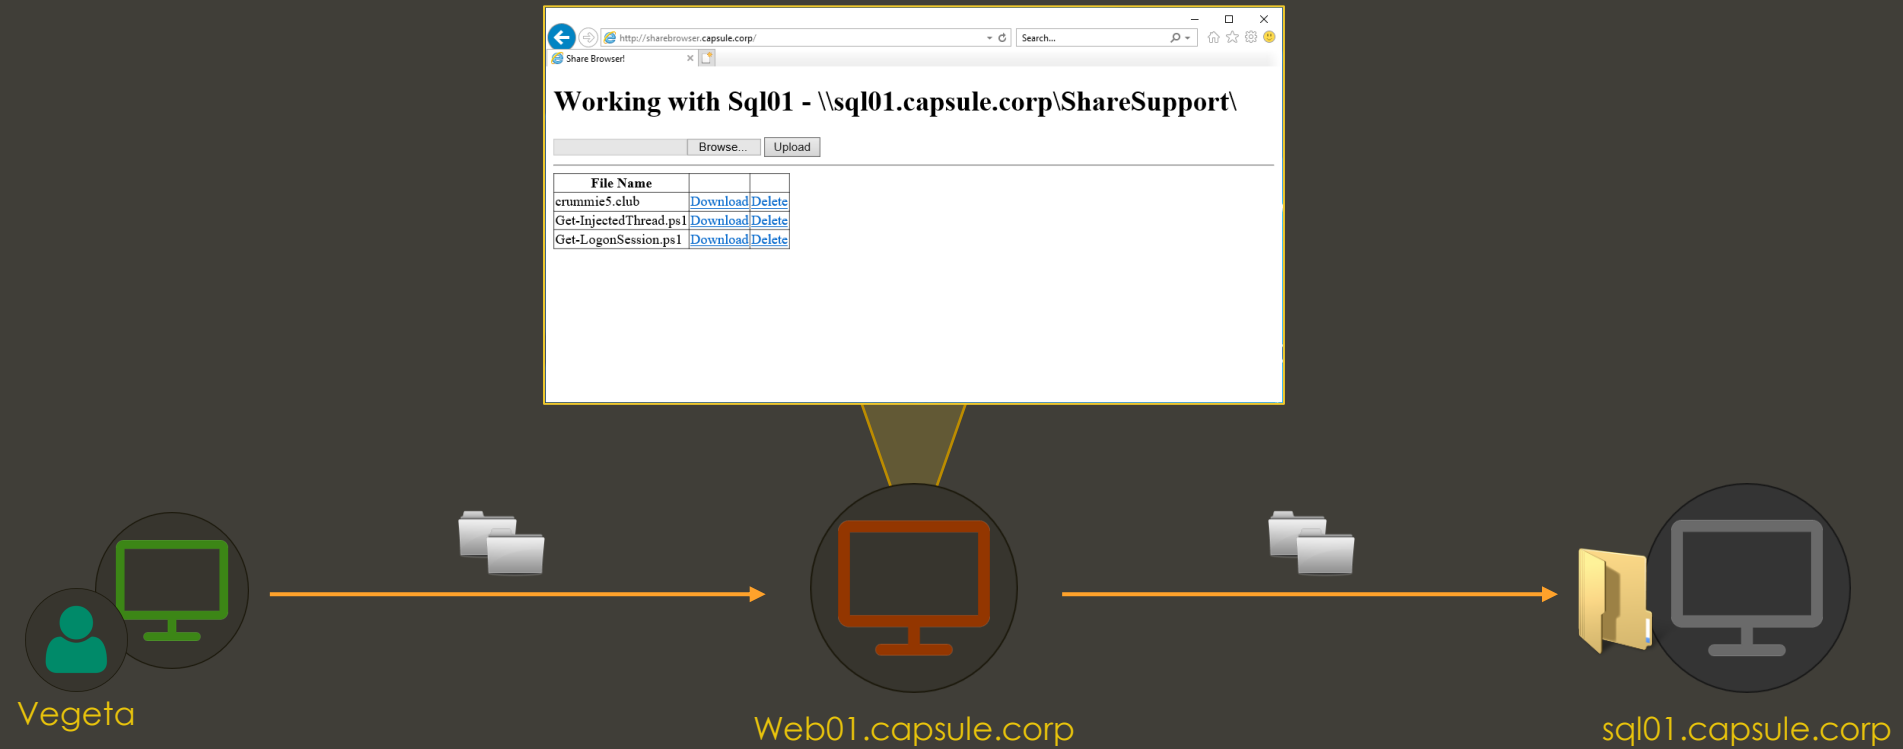 http://sharebrowser.capsule.corp/
Search...
Share Browser!
Working with Sql01 - \\sql01.capsule.corp\ShareSupport\
Browse... Upload
File Name
crummie5.club Download Delete
Get-InjectedThread.ps1 Download Delete
Get-LogonSession.ps1 Download Delete
Vegeta
Web01.capsule.corp
sql01.capsule.corp